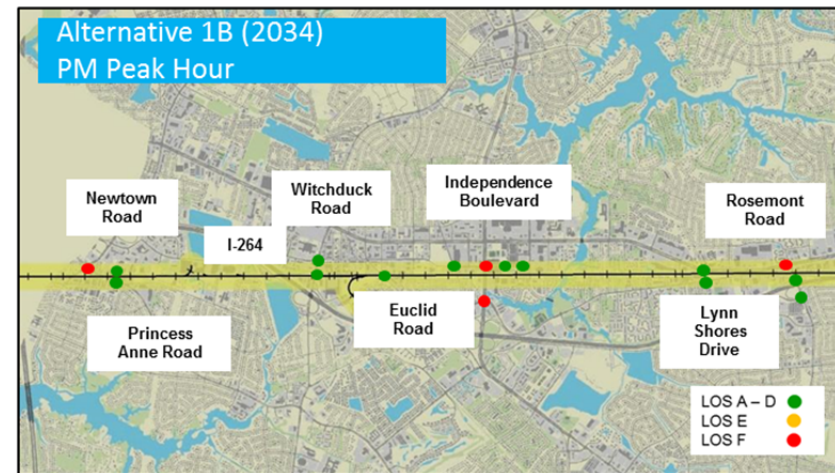 Alternative 1B (2034)
PM Peak Hour
Newtown
Road
I-264
Witchduck
Road
Independence
Boulevard
Rosemont
Road
Princess
Anne Road
Euclid
Road
Lynn
Shores
Drive
LOS A – D
LOS E
LOS F